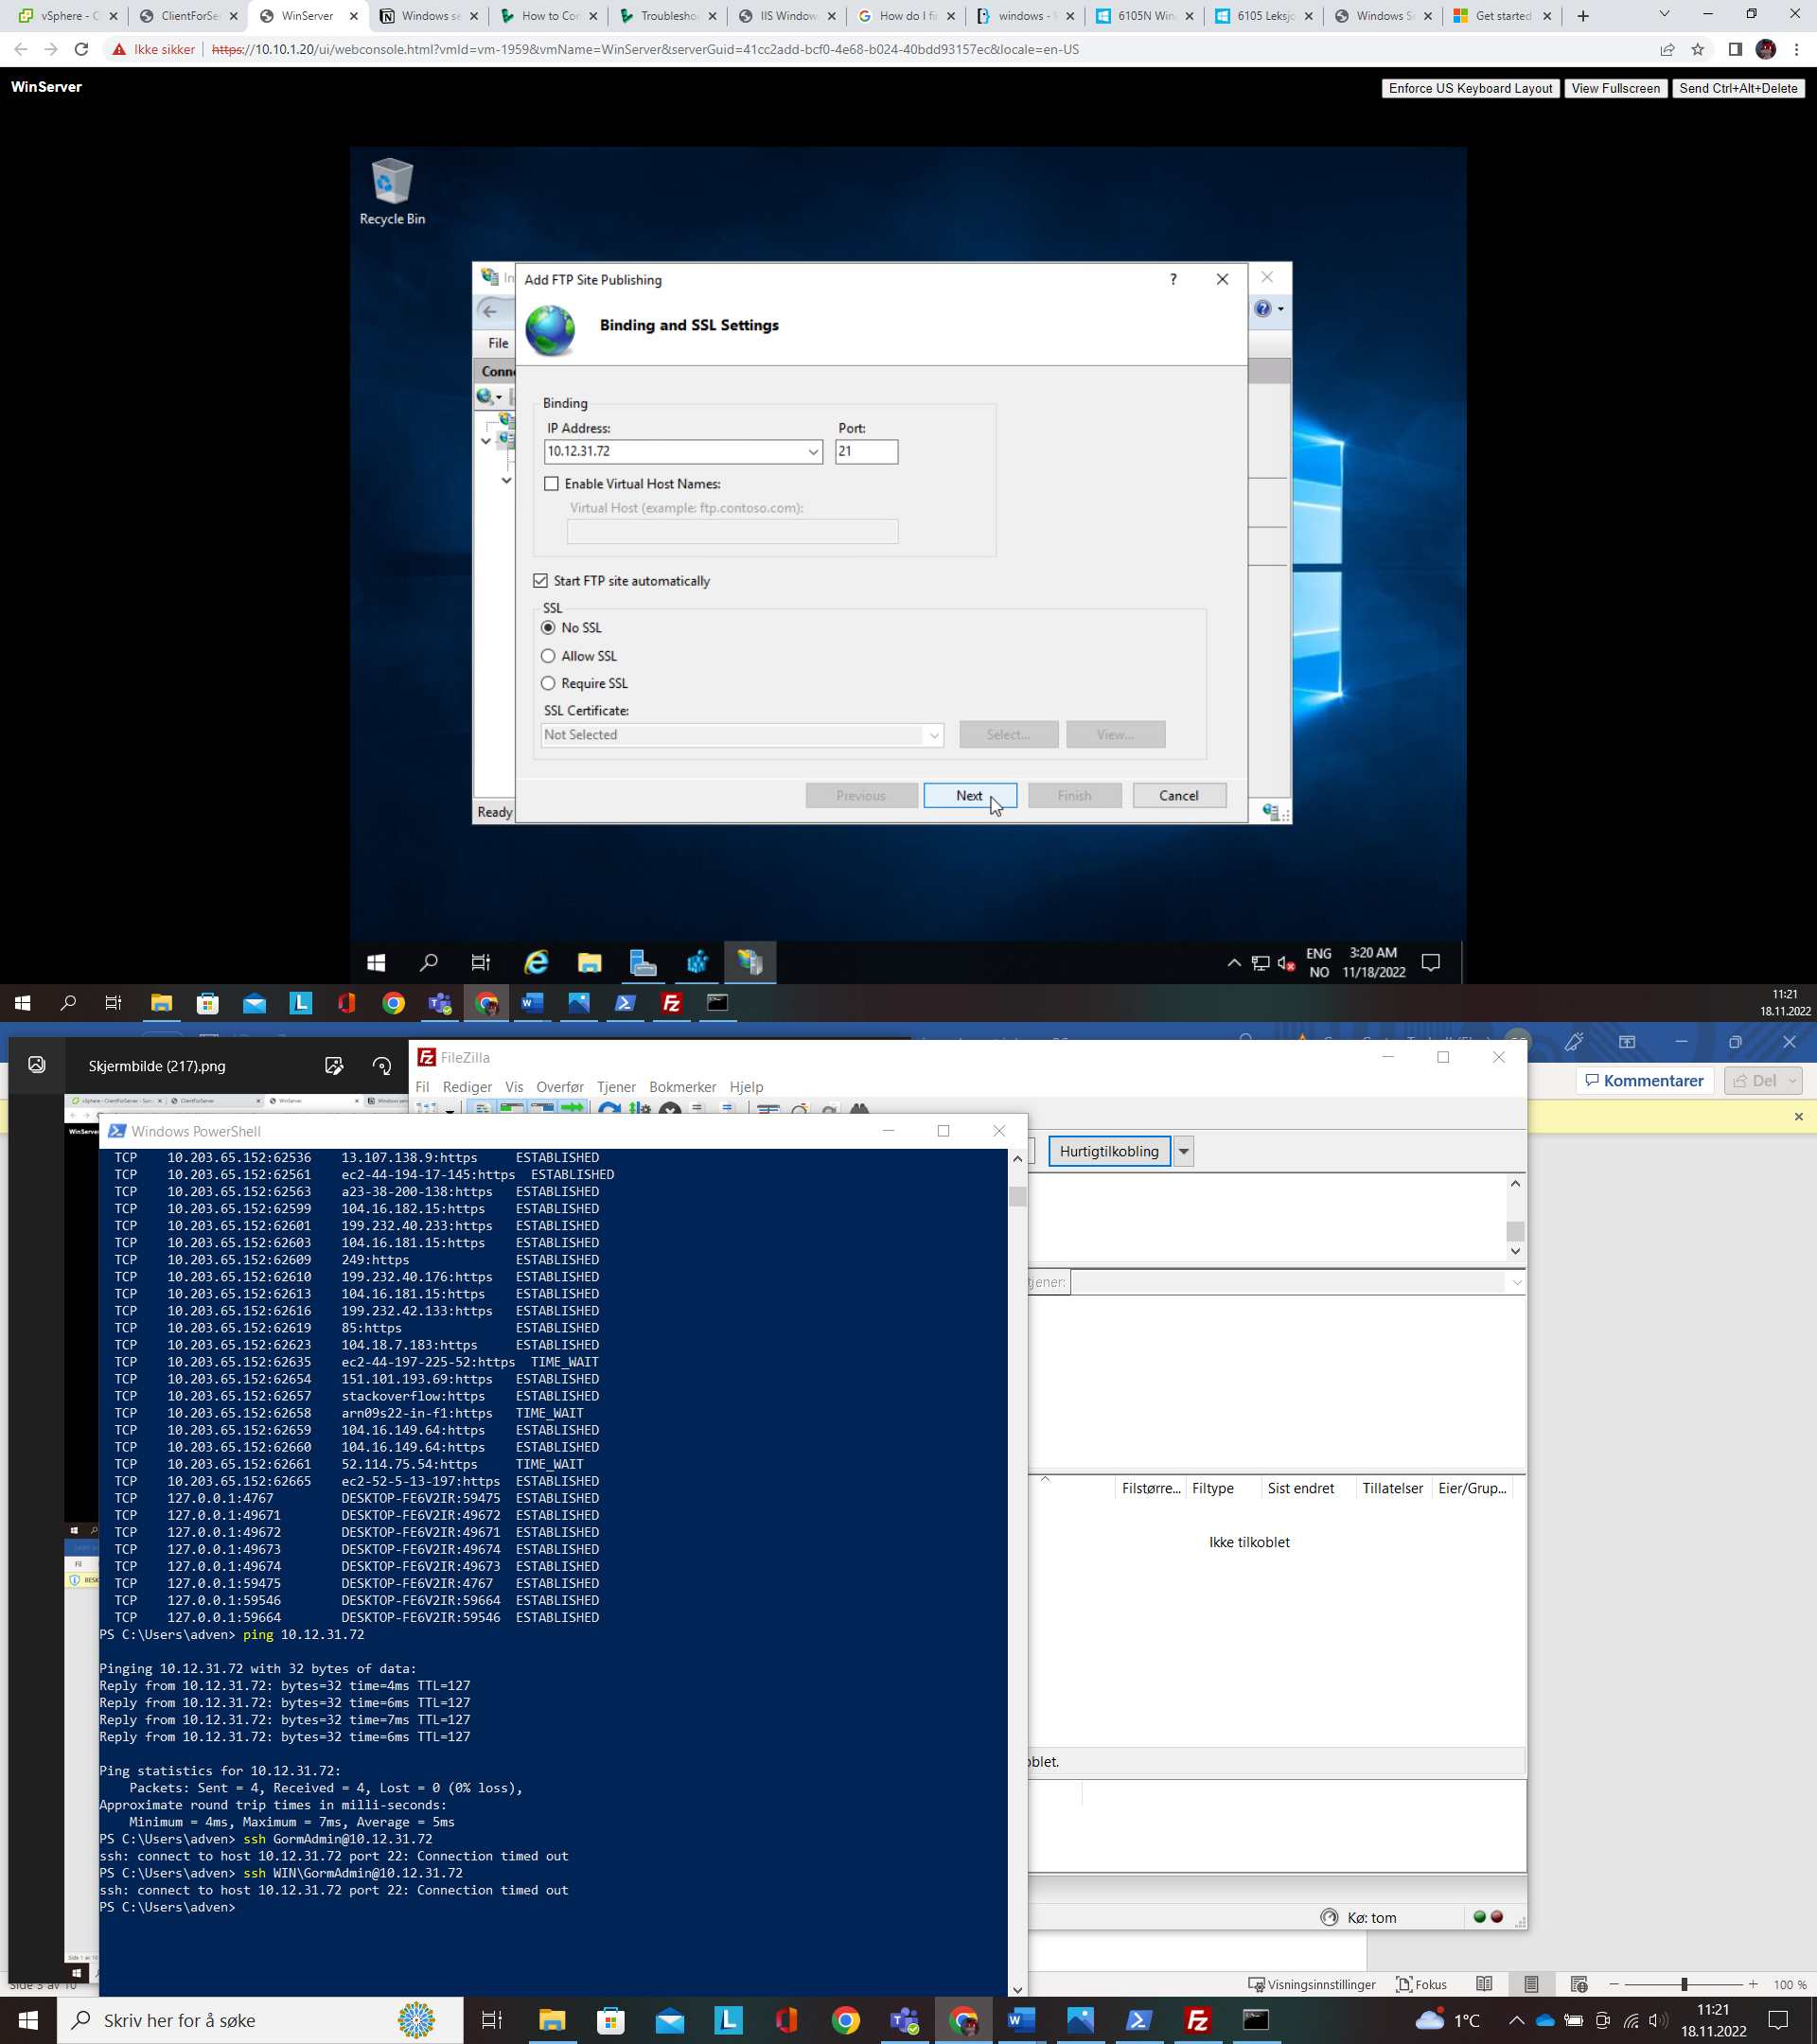 vSphere - C
ClientForSe
WinServer
Windows se
How to Con
Troublesho
IIS Window
How do I fi
windows - 
6105N Win
6105 Leksjo
Windows S
Get started
Ikke sikker
https://10.10.1.20/ui/webconsole.html?vmId=vm-1959&vmName=WinServer&serverGuid=41cc2add-bcf0-4e68-b024-40bdd93157ec&locale=en-US
WinServer
Enforce US Keyboard Layout
View Fullscreen
Send Ctrl+Alt+Delete
Recycle Bin
In
Add FTP Site Publishing
?
Binding and SSL Settings
File
Conne
Binding
IP Address:
Port:
10.12.31.72
21
Enable Virtual Host Names:
Virtual Host (example: ftp.contoso.com):
Start FTP site automatically
SSL
No SSL
Allow SSL
Require SSL
SSL Certificate:
Not Selected
Select...
View...
Previous
Next
Finish
Cancel
Ready
ENG
NO
3:20 AM
11/18/2022
11:21
18.11.2022
Skjermbilde (217).png
FileZilla
Fil Rediger Vis Overfør Tjener Bokmerker Hjelp
Kommentarer
Del
Windows PowerShell
Hurtigtilkobling
TCP 10.203.65.152:62536 13.107.138.9:https ESTABLISHED
TCP 10.203.65.152:62561 ec2-44-194-17-145:https ESTABLISHED
TCP 10.203.65.152:62563 a23-38-200-138:https ESTABLISHED
TCP 10.203.65.152:62599 104.16.182.15:https ESTABLISHED
TCP 10.203.65.152:62601 199.232.40.233:https ESTABLISHED
TCP 10.203.65.152:62603 104.16.181.15:https ESTABLISHED
TCP 10.203.65.152:62609 249:https ESTABLISHED
TCP 10.203.65.152:62610 199.232.40.176:https ESTABLISHED
TCP 10.203.65.152:62613 104.16.181.15:https ESTABLISHED
TCP 10.203.65.152:62616 199.232.42.133:https ESTABLISHED
TCP 10.203.65.152:62619 85:https ESTABLISHED
TCP 10.203.65.152:62623 104.18.7.183:https ESTABLISHED
TCP 10.203.65.152:62635 ec2-44-197-225-52:https TIME_WAIT
TCP 10.203.65.152:62654 151.101.193.69:https ESTABLISHED
TCP 10.203.65.152:62657 stackoverflow:https ESTABLISHED
TCP 10.203.65.152:62658 arn09s22-in-f1:https TIME_WAIT
TCP 10.203.65.152:62659 104.16.149.64:https ESTABLISHED
TCP 10.203.65.152:62660 104.16.149.64:https ESTABLISHED
TCP 10.203.65.152:62661 52.114.75.54:https TIME_WAIT
TCP 10.203.65.152:62665 ec2-52-5-13-197:https ESTABLISHED
TCP 127.0.0.1:4767 DESKTOP-FE6V2IR:59475 ESTABLISHED
TCP 127.0.0.1:49671 DESKTOP-FE6V2IR:49672 ESTABLISHED
TCP 127.0.0.1:49672 DESKTOP-FE6V2IR:49671 ESTABLISHED
TCP 127.0.0.1:49673 DESKTOP-FE6V2IR:49674 ESTABLISHED
TCP 127.0.0.1:49674 DESKTOP-FE6V2IR:49673 ESTABLISHED
TCP 127.0.0.1:59475 DESKTOP-FE6V2IR:4767 ESTABLISHED
TCP 127.0.0.1:59546 DESKTOP-FE6V2IR:59664 ESTABLISHED
TCP 127.0.0.1:59664 DESKTOP-FE6V2IR:59546 ESTABLISHED
PS C:\Users\adven> ping 10.12.31.72
Pinging 10.12.31.72 with 32 bytes of data:
Reply from 10.12.31.72: bytes=32 time=4ms TTL=127
Reply from 10.12.31.72: bytes=32 time=6ms TTL=127
Reply from 10.12.31.72: bytes=32 time=7ms TTL=127
Reply from 10.12.31.72: bytes=32 time=6ms TTL=127
Ping statistics for 10.12.31.72:
Packets: Sent = 4, Received = 4, Lost = 0 (0% loss),
Approximate round trip times in milli-seconds:
Minimum = 4ms, Maximum = 7ms, Average = 5ms
PS C:\Users\adven> ssh GormAdmin@10.12.31.72
ssh: connect to host 10.12.31.72 port 22: Connection timed out
PS C:\Users\adven> ssh WIN\GormAdmin@10.12.31.72
ssh: connect to host 10.12.31.72 port 22: Connection timed out
PS C:\Users\adven>
tjener:
Filstørre... Filtype Sist endret Tillatelser Eier/Grup...
Ikke tilkoblet
oblet.
Kø: tom
Side 3 av 10
Visningsinnstillinger
Fokus
100 %
Skriv her for å søke
1°C
11:21
18.11.2022